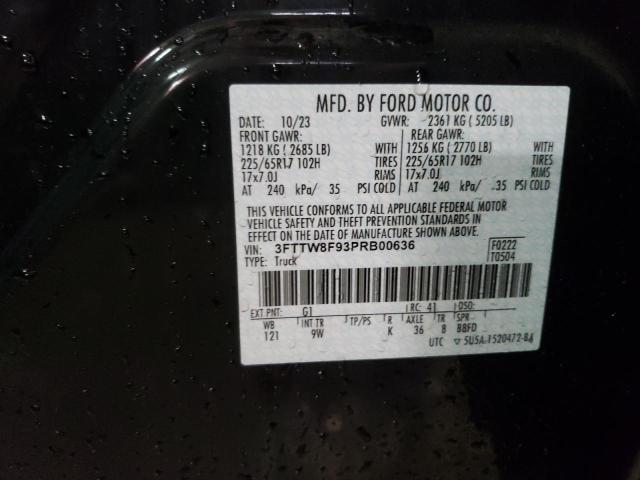 MFD. BY FORD MOTOR CO.
DATE: 10/23 GVWR: 2361 KG ( 5205 LB)
FRONT GAWR: REAR GAWR:
1218 KG ( 2685 LB) WITH 1256 KG ( 2770 LB) WITH
225/65R17 102H TIRES 225/65R17 102H TIRES
17x7.0J RIMS 17x7.0J RIMS
AT 240 kPa/ 35 PSI COLD AT 240 kPa/ 35 PSI COLD
THIS VEHICLE CONFORMS TO ALL APPLICABLE FEDERAL MOTOR
VEHICLE SAFETY AND THEFT PREVENTION STANDARDS IN
EFFECT ON THE DATE OF MANUFACTURE SHOWN ABOVE.
VIN: 3FTTW8F93PRB00636 F0222
TYPE: Truck T0504
EXT PNT: G1 RC: 41 DSO:
WB INT TR TP/PS R AXLE TR SPR
121 9W K 36 8 BBFD
UTC ▽ 5U5A-1520472-BA